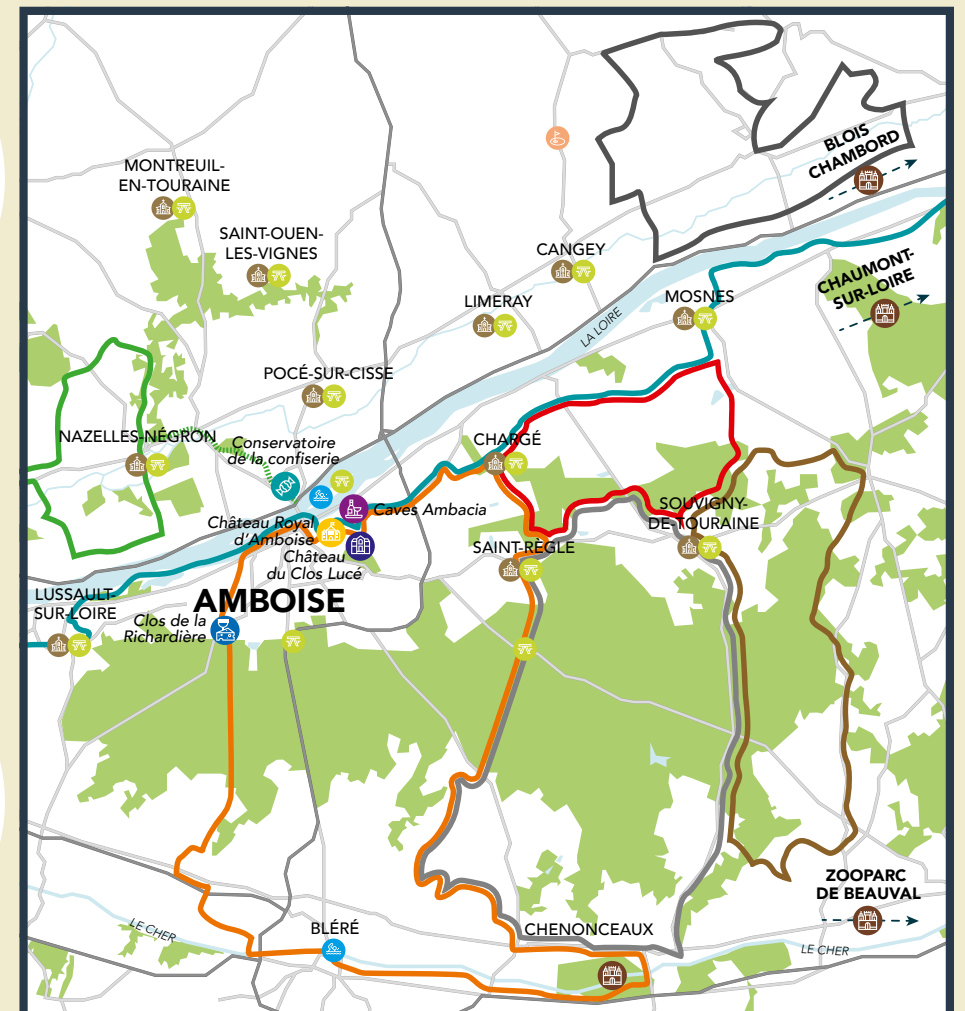 BLOIS
CHAMBORD
MONTREUIL-
EN-TOURAINE
SAINT-OUEN-
LES-VIGNES
CANGEY
CHAUMONT-
SUR-LOIRE
LIMERAY
MOSNES
LA LOIRE
POCÉ-SUR-CISSE
NAZELLES-NÉGRON
Conservatoire
de la confiserie
CHARGÉ
Caves Ambacia
Château Royal
d'Amboise
Château
du Clos Lucé
SOUVIGNY-
DE-TOURAINE
SAINT-RÈGLE
LUSSAULT-
SUR-LOIRE
AMBOISE
Clos de la
Richardière
ZOOPARC
DE BEAUVAL
LE CHER
BLÉRÉ
CHENONCEAUX
LE CHER